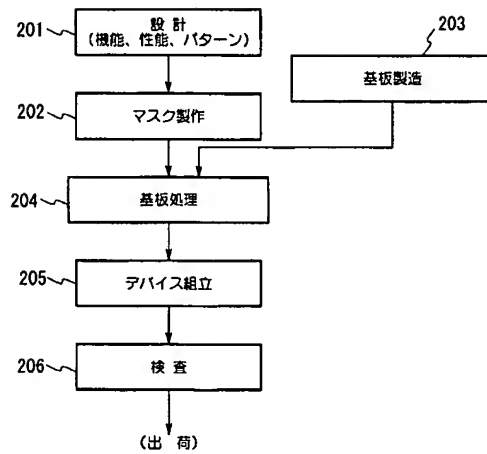 201
設 計
(機能、性能、パターン)
203
基板製造
202
マスク製作
204
基板処理
205
デバイス組立
206
検 査
(出 荷)